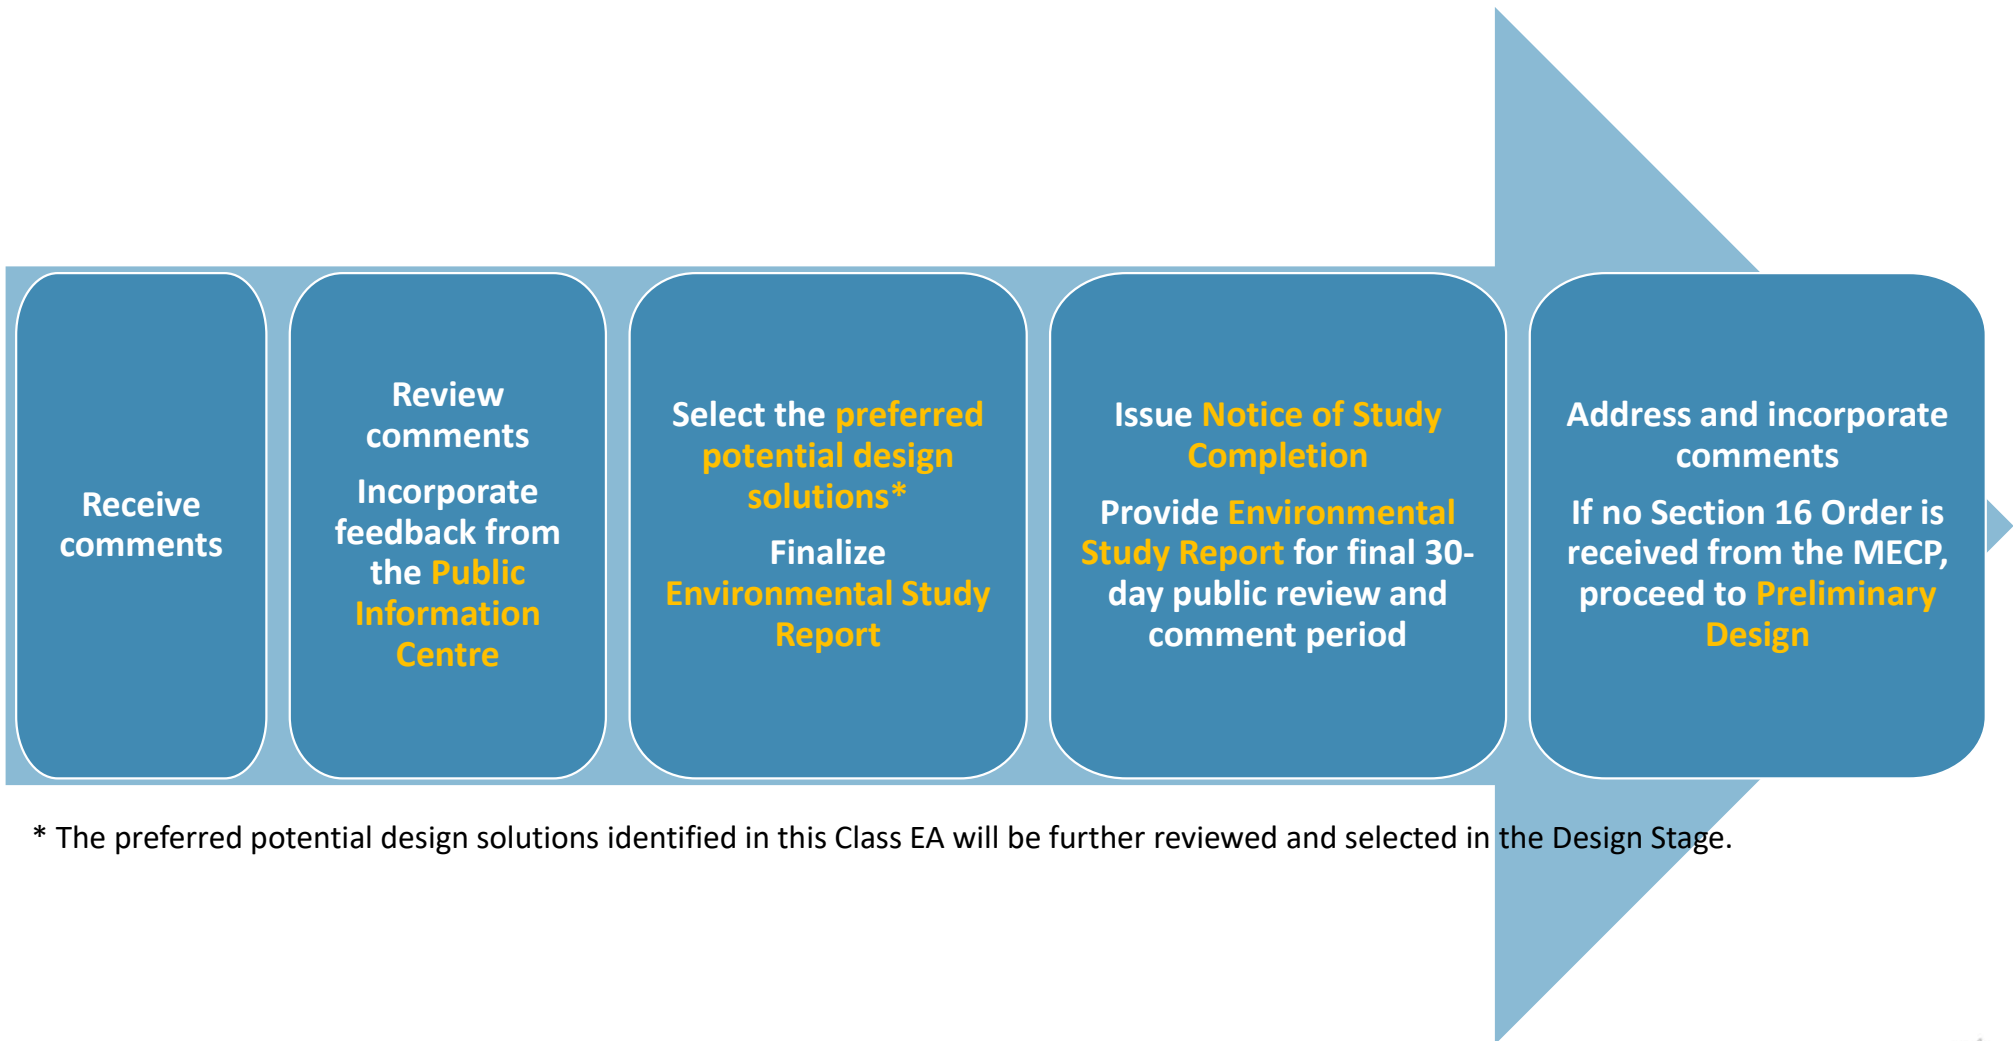 Receive
comments
Review
comments
Incorporate
feedback from
the Public
Information
Centre
Select the preferred
potential design
solutions*
Finalize
Environmental Study
Report
Issue Notice of Study
Completion
Provide Environmental
Study Report for final 30-
day public review and
comment period
Address and incorporate
comments
If no Section 16 Order is
received from the MECP,
proceed to Preliminary
Design
* The preferred potential design solutions identified in this Class EA will be further reviewed and selected in the Design Stage.